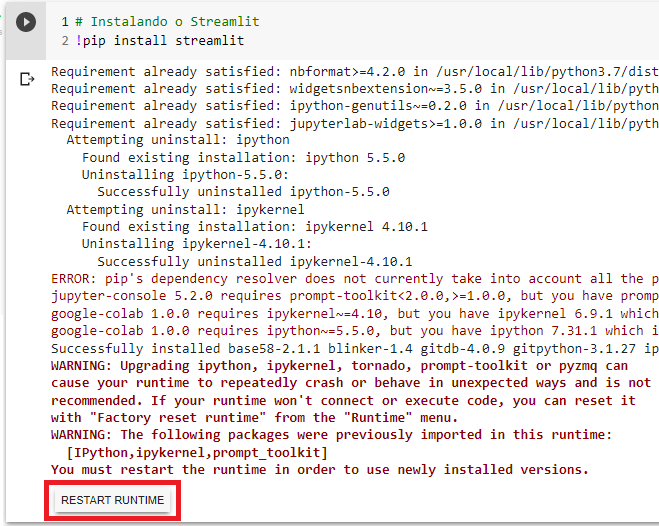 1 # Instalando o Streamlit
2 !pip install streamlit
Requirement already satisfied: nbformat>=4.2.0 in /usr/local/lib/python3.7/dist
Requirement already satisfied: widgetsnbextension~=3.5.0 in /usr/local/lib/pyth
Requirement already satisfied: ipython-genutils~=0.2.0 in /usr/local/lib/python
Requirement already satisfied: jupyterlab-widgets>=1.0.0 in /usr/local/lib/pyth
Attempting uninstall: ipython
Found existing installation: ipython 5.5.0
Uninstalling ipython-5.5.0:
Successfully uninstalled ipython-5.5.0
Attempting uninstall: ipykernel
Found existing installation: ipykernel 4.10.1
Uninstalling ipykernel-4.10.1:
Successfully uninstalled ipykernel-4.10.1
ERROR: pip's dependency resolver does not currently take into account all the p
jupyter-console 5.2.0 requires prompt-toolkit<2.0.0,>=1.0.0, but you have promp
google-colab 1.0.0 requires ipykernel~=4.10, but you have ipykernel 6.9.1 which
google-colab 1.0.0 requires ipython~=5.5.0, but you have ipython 7.31.1 which i
Successfully installed base58-2.1.1 blinker-1.4 gitdb-4.0.9 gitpython-3.1.27 ip
WARNING: Upgrading ipython, ipykernel, tornado, prompt-toolkit or pyzmq can
cause your runtime to repeatedly crash or behave in unexpected ways and is not
recommended. If your runtime won't connect or execute code, you can reset it
with "Factory reset runtime" from the "Runtime" menu.
WARNING: The following packages were previously imported in this runtime:
[IPython,ipykernel,prompt_toolkit]
You must restart the runtime in order to use newly installed versions.
RESTART RUNTIME